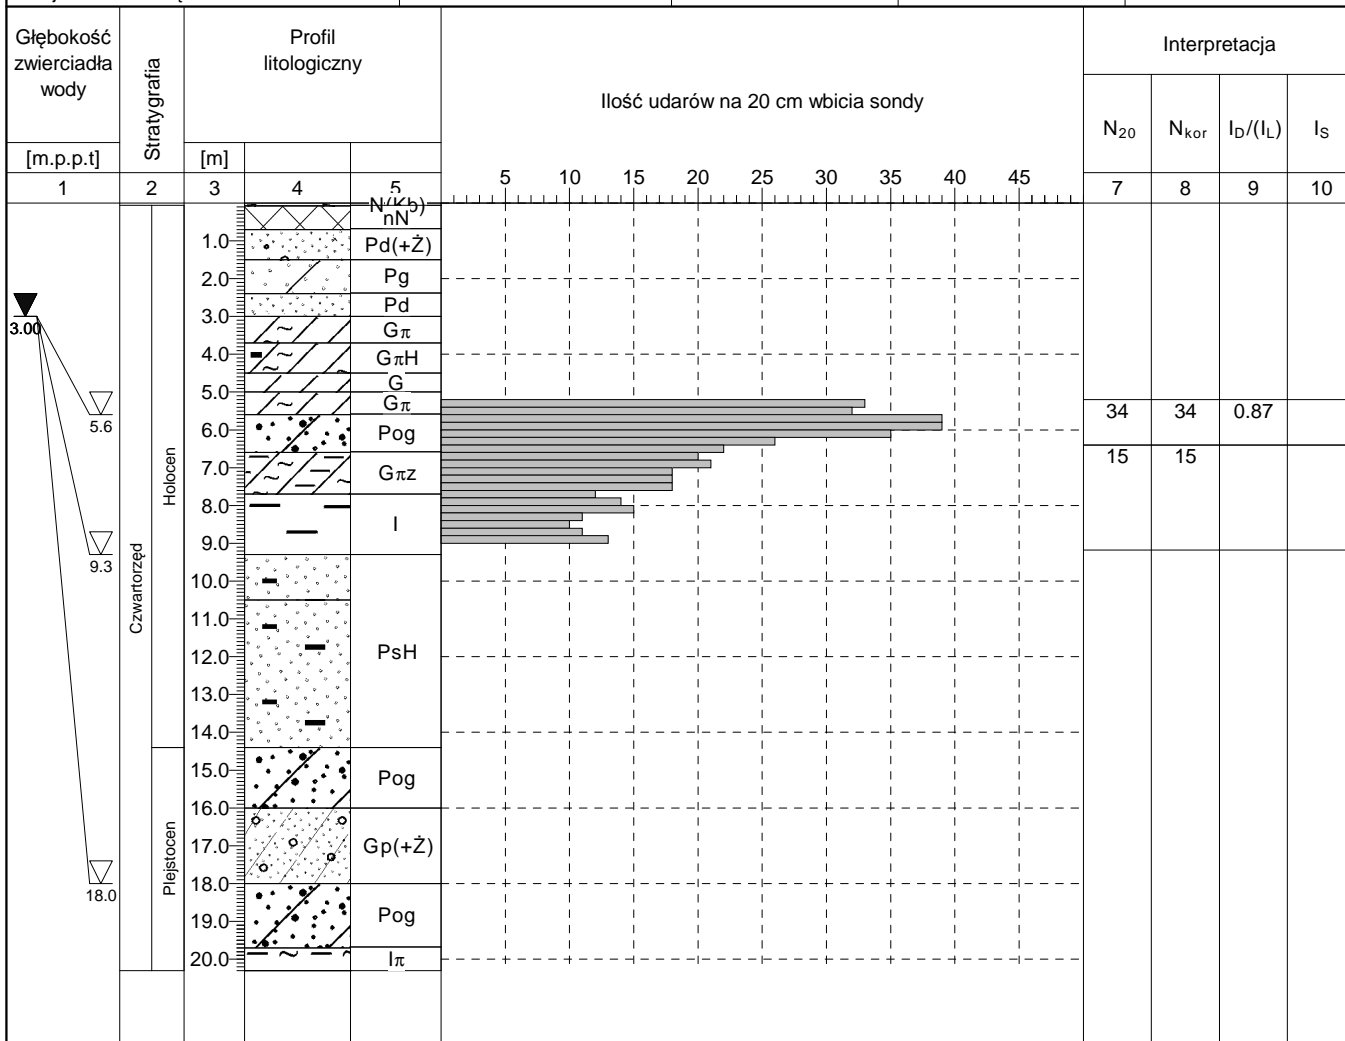 Głębokość
zwierciadła
wody
[m.p.p.t]
Stratygrafia
Profil
litologiczny
[m]
Ilość udarów na 20 cm wbicia sondy
Interpretacja
N20 Nkor ID/(IL) IS
1 2 3 4 5 7 8 9 10
5 10 15 20 25 30 35 40 45
N(Kb)
nN
1.0 Pd(+Ż)
2.0 Pg
Pd
3.0
3.00
Gπ
4.0 GπH
G
5.0
Gπ
5.6
34 34 0.87
6.0 Pog
15 15
7.0 Gπz
8.0
I
9.0
9.3
10.0
11.0
PsH
12.0
13.0
14.0
15.0 Pog
16.0
17.0 Gp(+Ż)
18.0
18.0
19.0 Pog
20.0 Iπ
Czwartorzęd
Holocen
Plejstocen